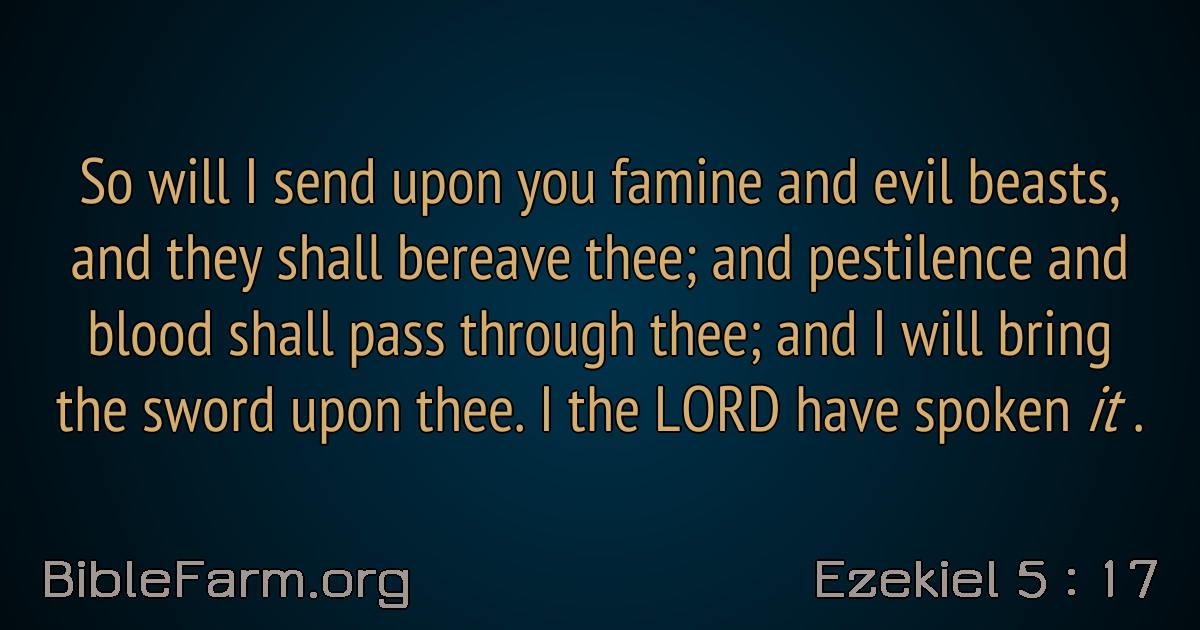 So will I send upon you famine and evil beasts,
and they shall bereave thee; and pestilence and
blood shall pass through thee; and I will bring
the sword upon thee. I the LORD have spoken it .
BibleFarm.org
Ezekiel 5 : 17